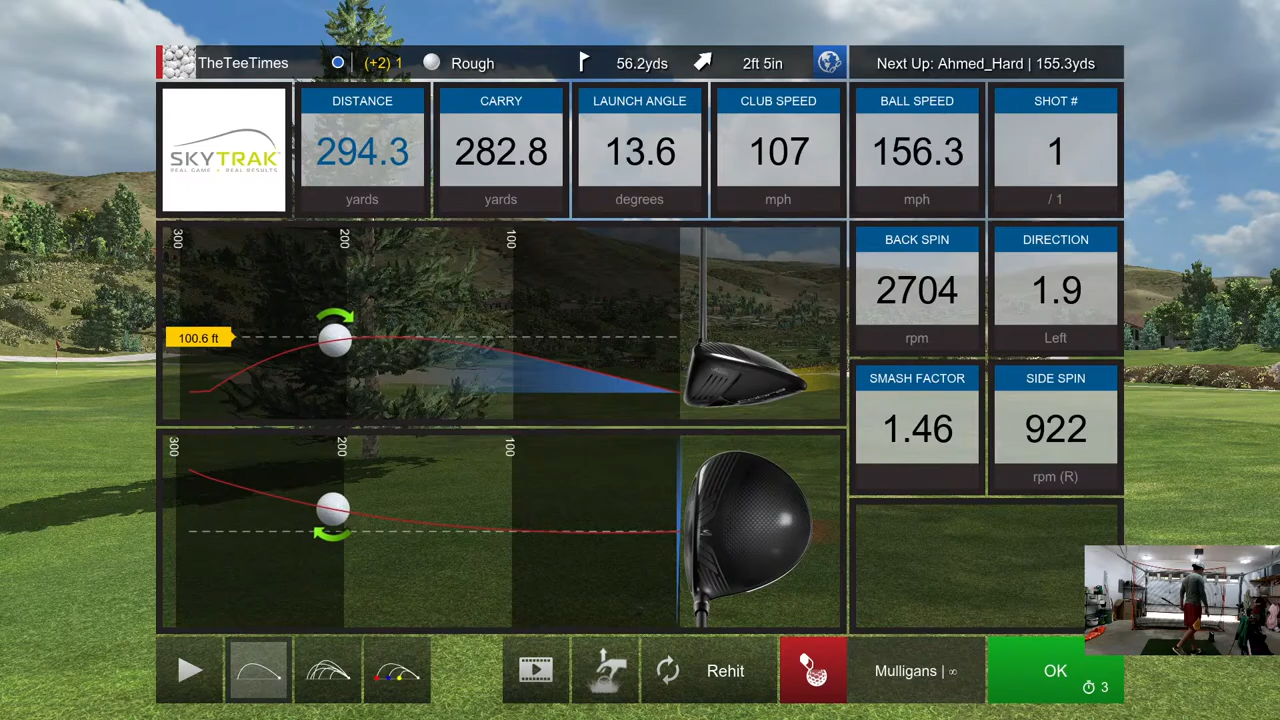 TheTeeTimes
(+2) 1
Rough
56.2yds
2ft 5in
Next Up: Ahmed_Hard | 155.3yds
SKYTRAK
REAL GAME • REAL RESULTS
DISTANCE
294.3
yards
CARRY
282.8
yards
LAUNCH ANGLE
13.6
degrees
CLUB SPEED
107
mph
BALL SPEED
156.3
mph
SHOT #
1
/ 1
300
200
100
100.6 ft
BACK SPIN
2704
rpm
DIRECTION
1.9
Left
SMASH FACTOR
1.46
SIDE SPIN
922
rpm (R)
300
200
100
Rehit
Mulligans | ∞
OK
3